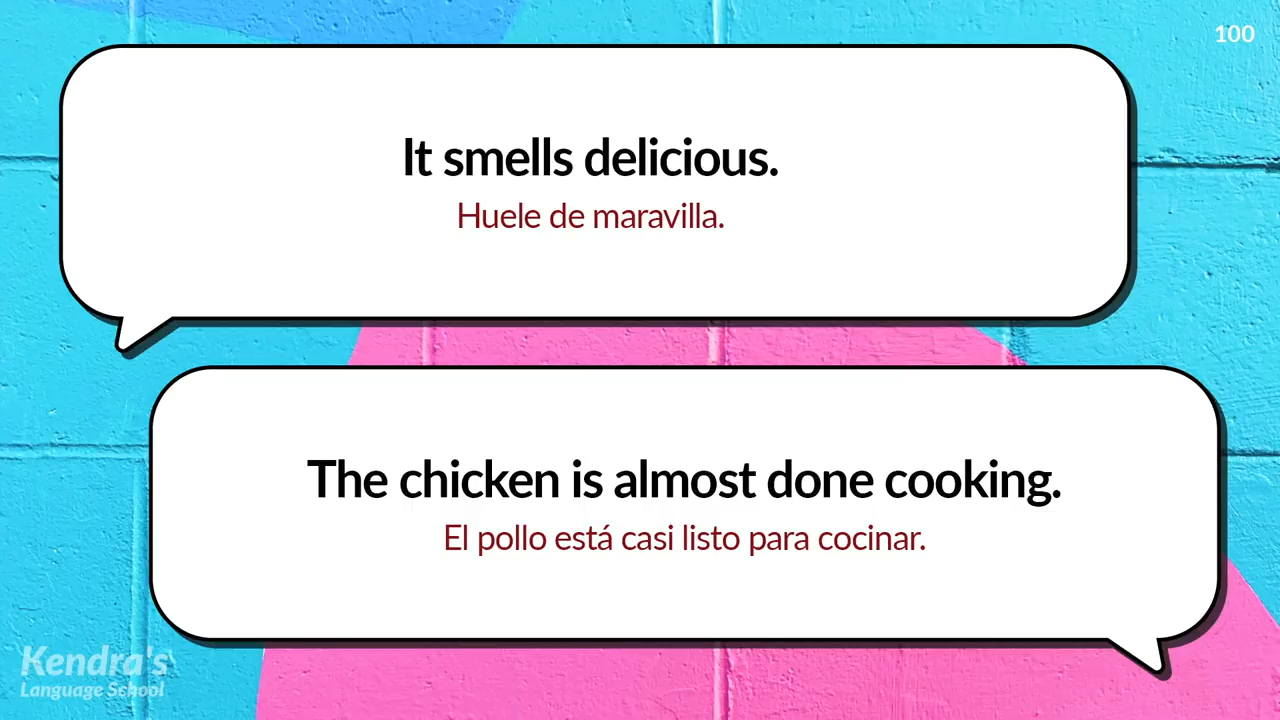 100
It smells delicious.
Huele de maravilla.
The chicken is almost done cooking.
El pollo está casi listo para cocinar.
Kendra's
Language School